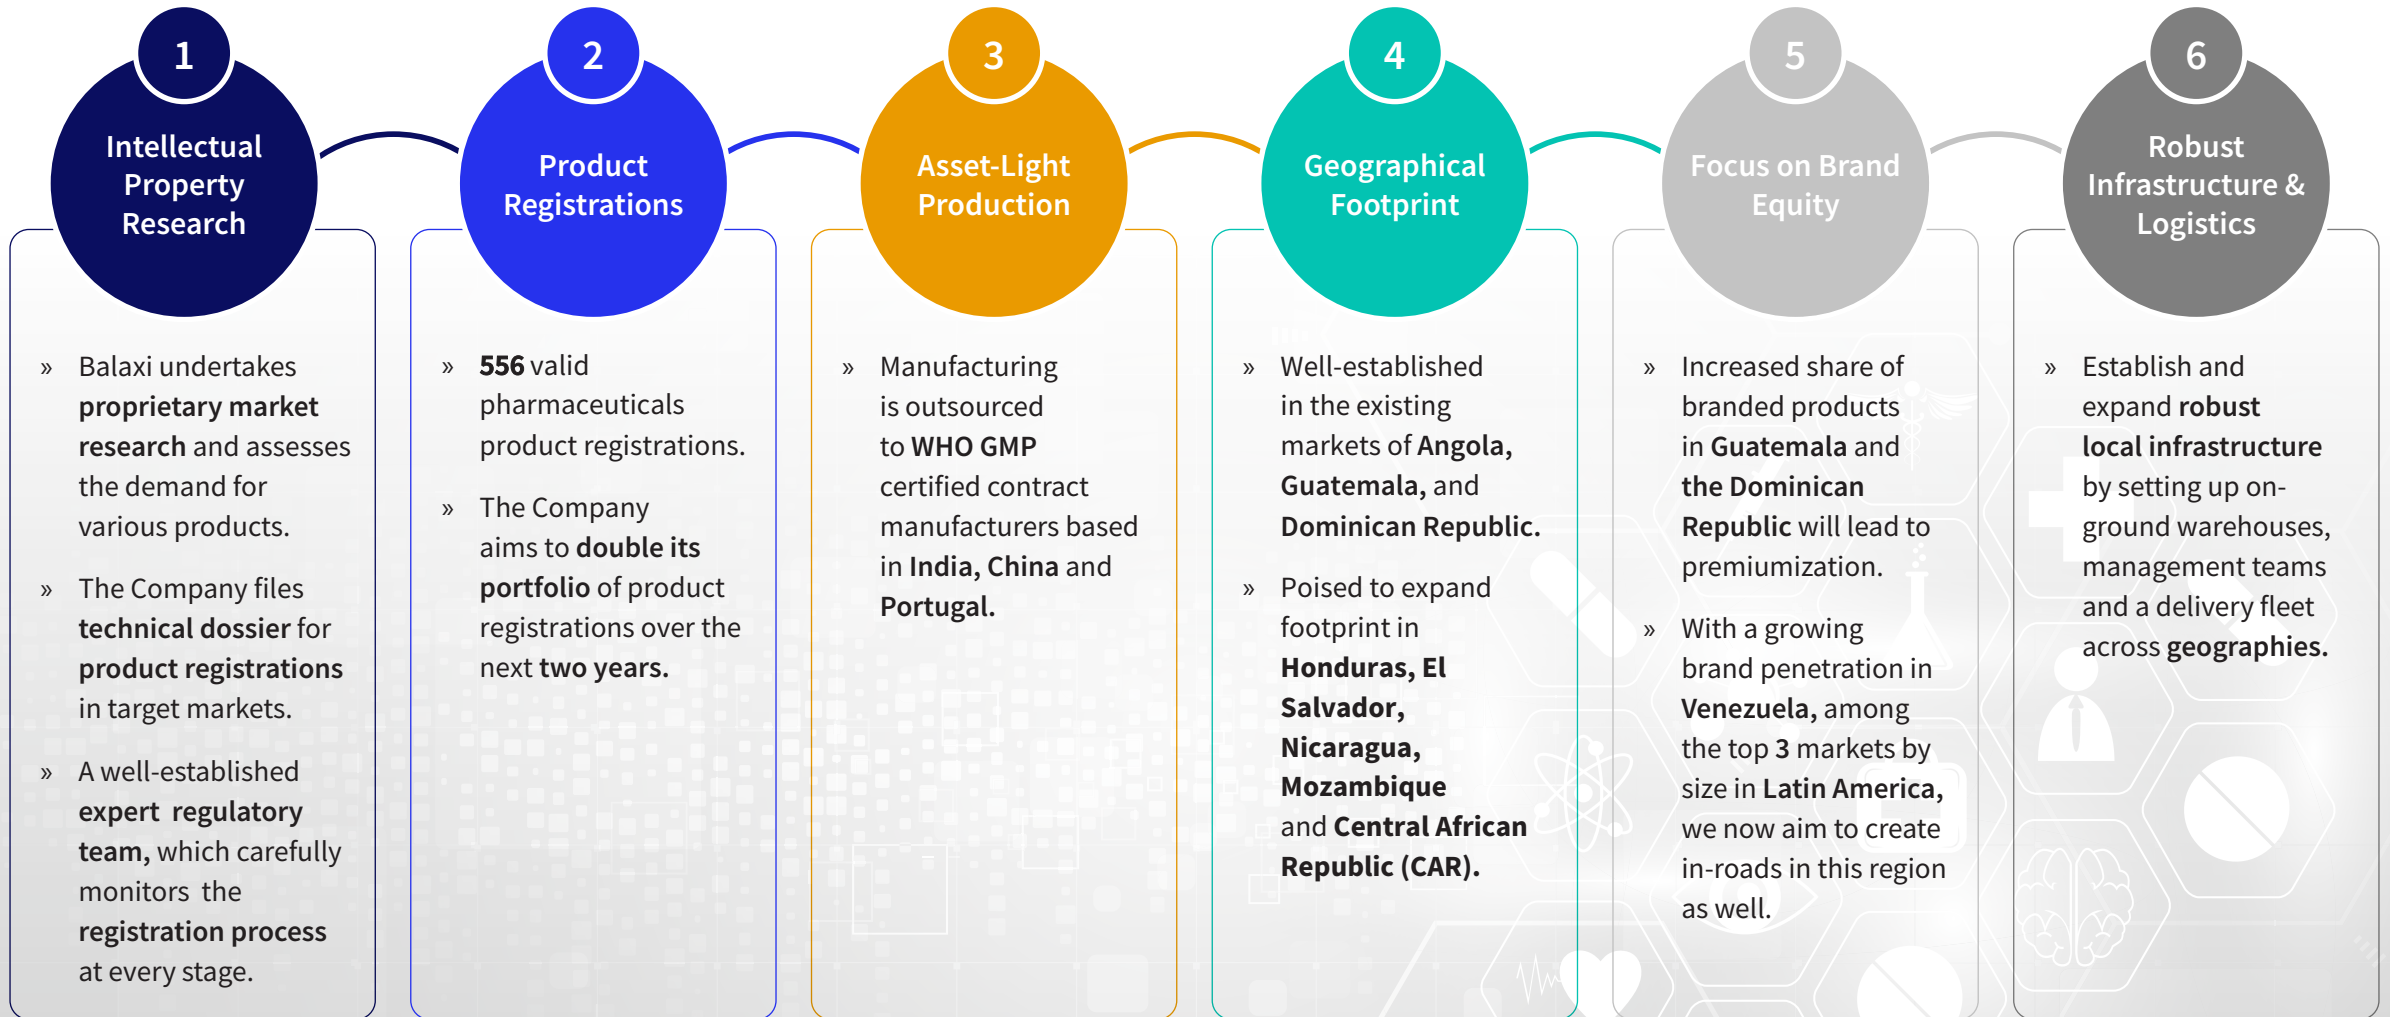 1
Intellectual
Property
Research
» Balaxi undertakes
proprietary market
research and assesses
the demand for
various products.
» The Company files
technical dossier for
product registrations
in target markets.
» A well-established
expert regulatory
team, which carefully
monitors the
registration process
at every stage.
2
Product
Registrations
» 556 valid
pharmaceuticals
product registrations.
» The Company
aims to double its
portfolio of product
registrations over the
next two years.
3
Asset-Light
Production
» Manufacturing
is outsourced
to WHO GMP
certified contract
manufacturers based
in India, China and
Portugal.
4
Geographical
Footprint
» Well-established
in the existing
markets of Angola,
Guatemala, and
Dominican Republic.
» Poised to expand
footprint in
Honduras, El
Salvador,
Nicaragua,
Mozambique
and Central African
Republic (CAR).
5
Focus on Brand
Equity
» Increased share of
branded products
in Guatemala and
the Dominican
Republic will lead to
premiumization.
» With a growing
brand penetration in
Venezuela, among
the top 3 markets by
size in Latin America,
we now aim to create
in-roads in this region
as well.
6
Robust
Infrastructure &
Logistics
» Establish and
expand robust
local infrastructure
by setting up on-
ground warehouses,
management teams
and a delivery fleet
across geographies.